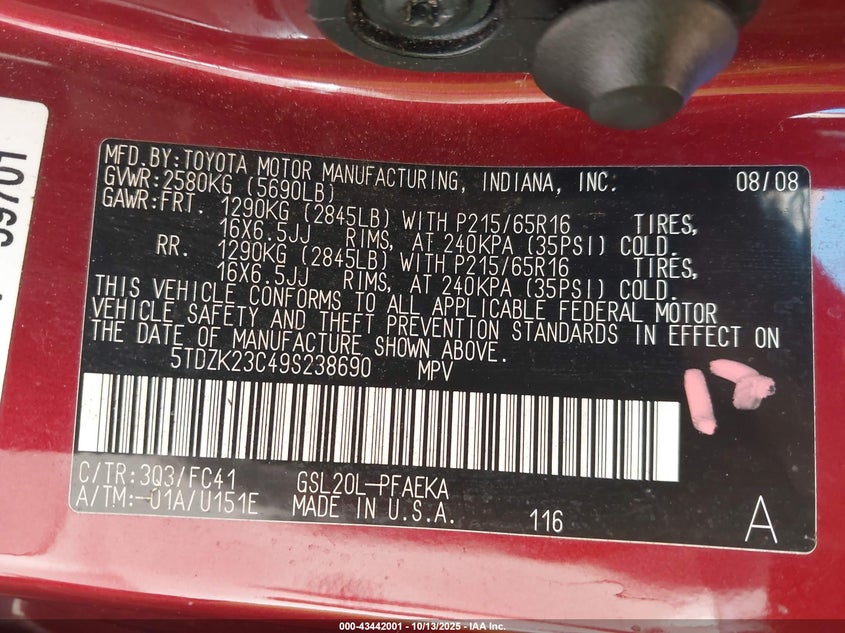 MFD.BY:TOYOTA MOTOR MANUFACTURING, INDIANA, INC. 08/08
GVWR:2580KG (5690LB)
GAWR:FRT. 1290KG (2845LB) WITH P215/65R16 TIRES,
16X6.5JJ RIMS, AT 240KPA (35PSI) COLD.
RR. 1290KG (2845LB) WITH P215/65R16 TIRES,
16X6.5JJ RIMS, AT 240KPA (35PSI) COLD.
THIS VEHICLE CONFORMS TO ALL APPLICABLE FEDERAL MOTOR
VEHICLE SAFETY AND THEFT PREVENTION STANDARDS IN EFFECT ON
THE DATE OF MANUFACTURE SHOWN ABOVE.
5TDZK23C49S238690 MPV
C/TR:3Q3/FC41 GSL20L-PFAEKA
A/TM:-01A/U151E MADE IN U.S.A. 116 A
000-43442001 - 10/13/2025 - IAA Inc.